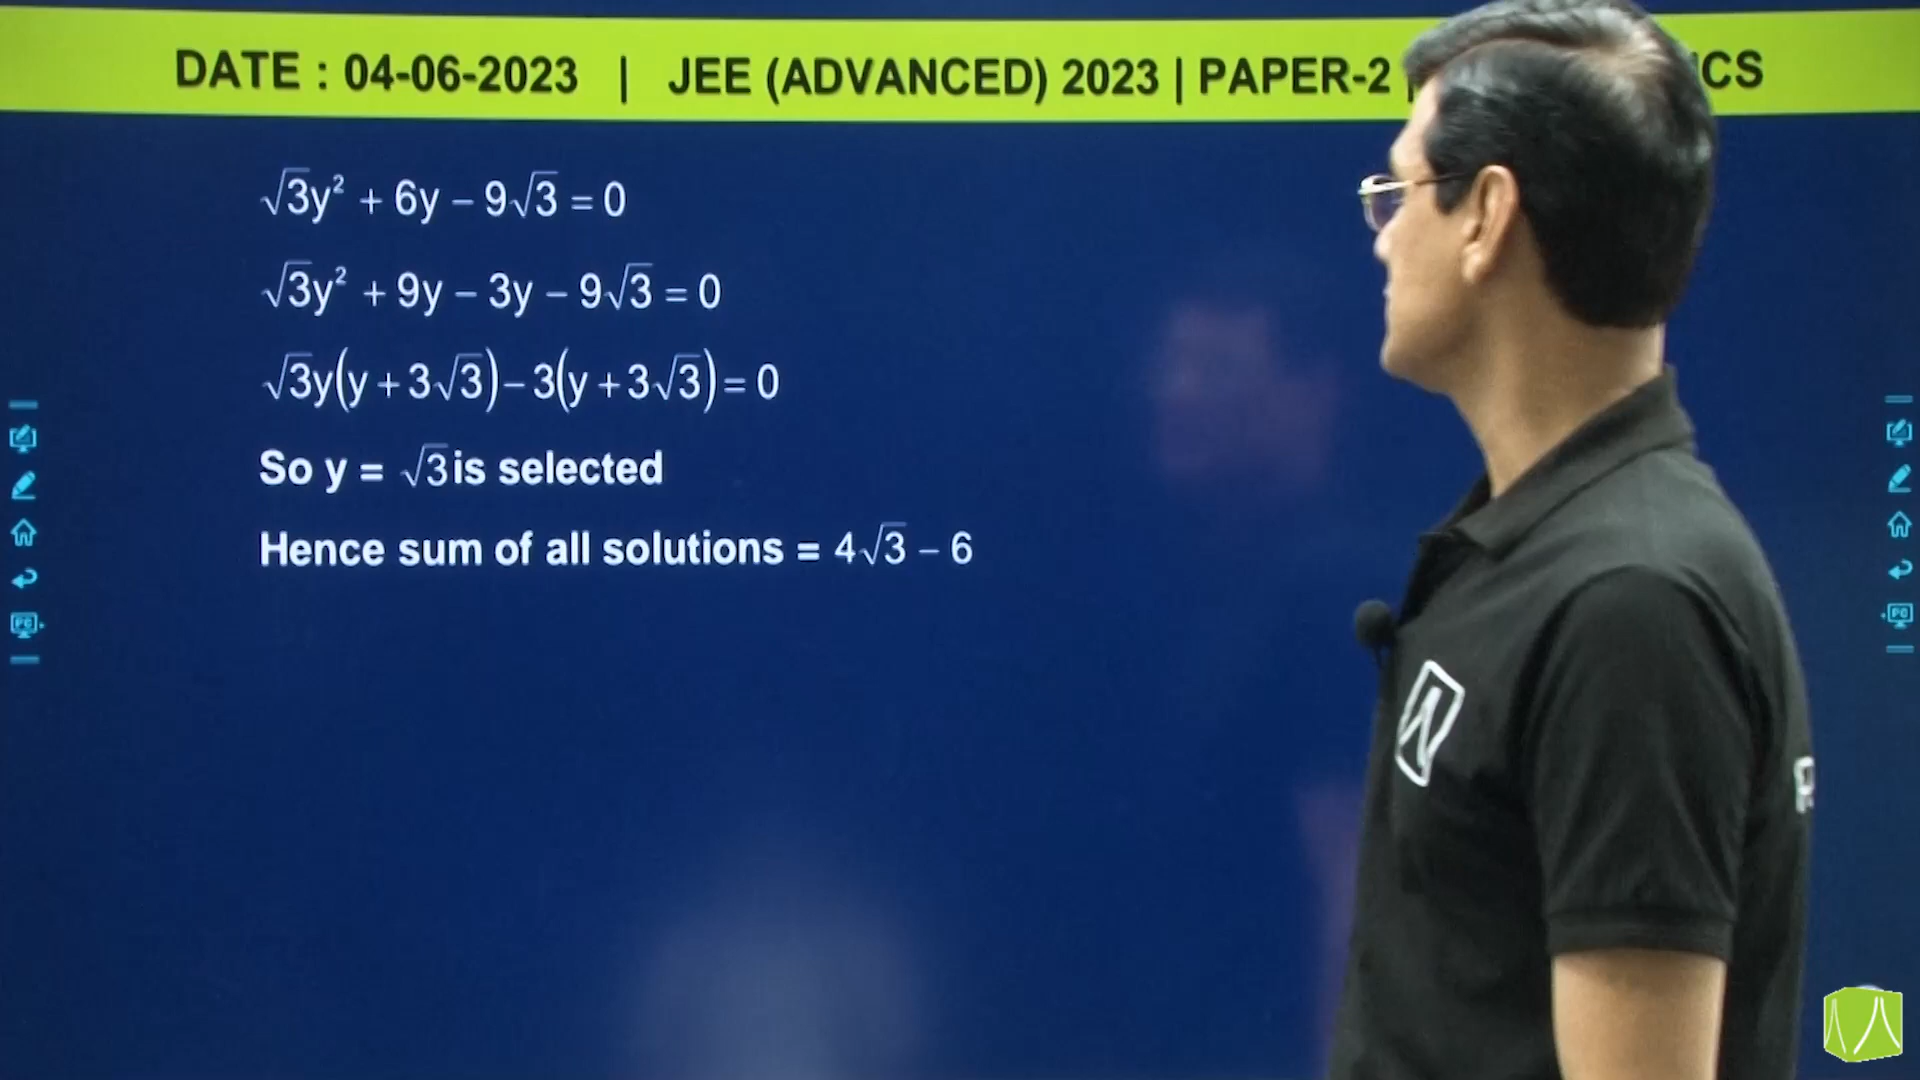 DATE : 04-06-2023 | JEE (ADVANCED) 2023 | PAPER-2 |
√3y² + 6y – 9√3 = 0
√3y² + 9y – 3y – 9√3 = 0
√3y(y + 3√3) – 3(y + 3√3) = 0
So y = √3 is selected
Hence sum of all solutions = 4√3 – 6
PC
PC